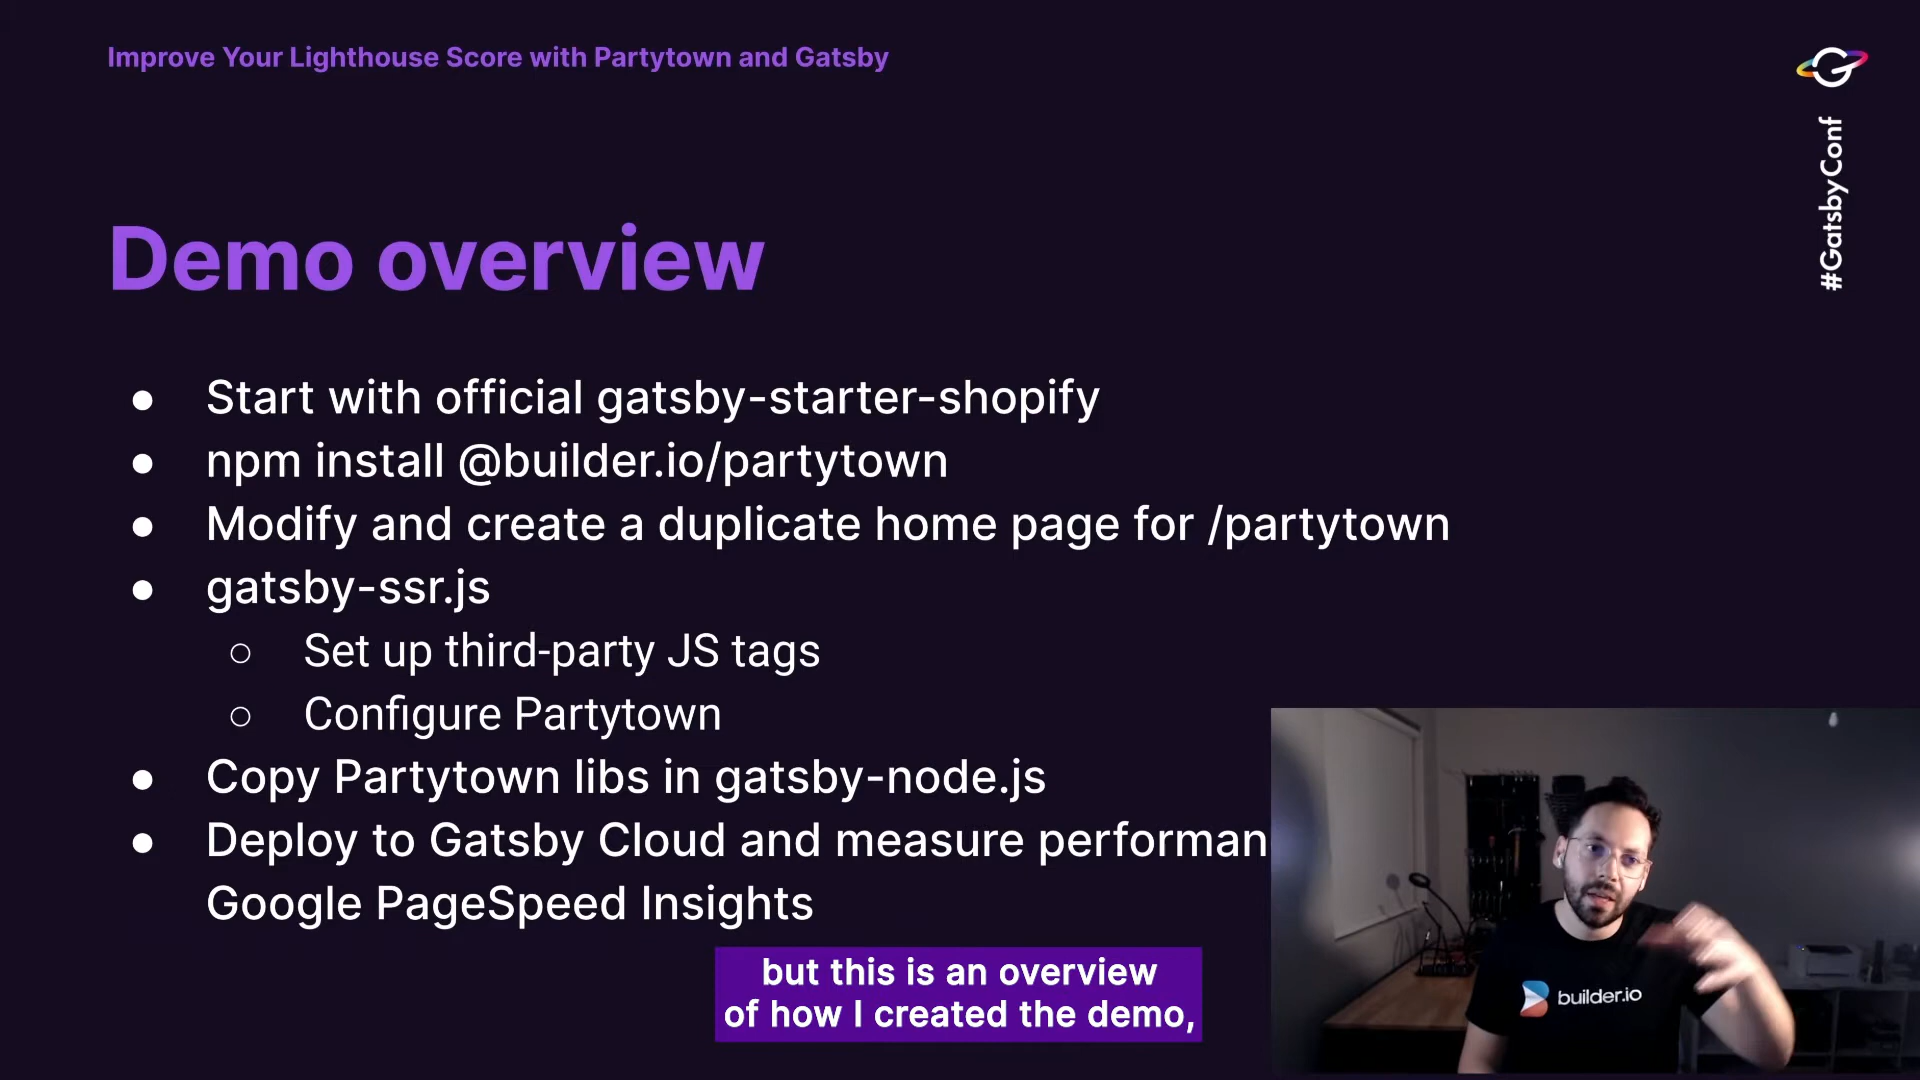 Improve Your Lighthouse Score with Partytown and Gatsby
#GatsbyConf
Demo overview
● Start with official gatsby-starter-shopify
● npm install @builder.io/partytown
● Modify and create a duplicate home page for /partytown
● gatsby-ssr.js
○ Set up third-party JS tags
○ Configure Partytown
● Copy Partytown libs in gatsby-node.js
● Deploy to Gatsby Cloud and measure performan
Google PageSpeed Insights
but this is an overview
of how I created the demo,
builder.io